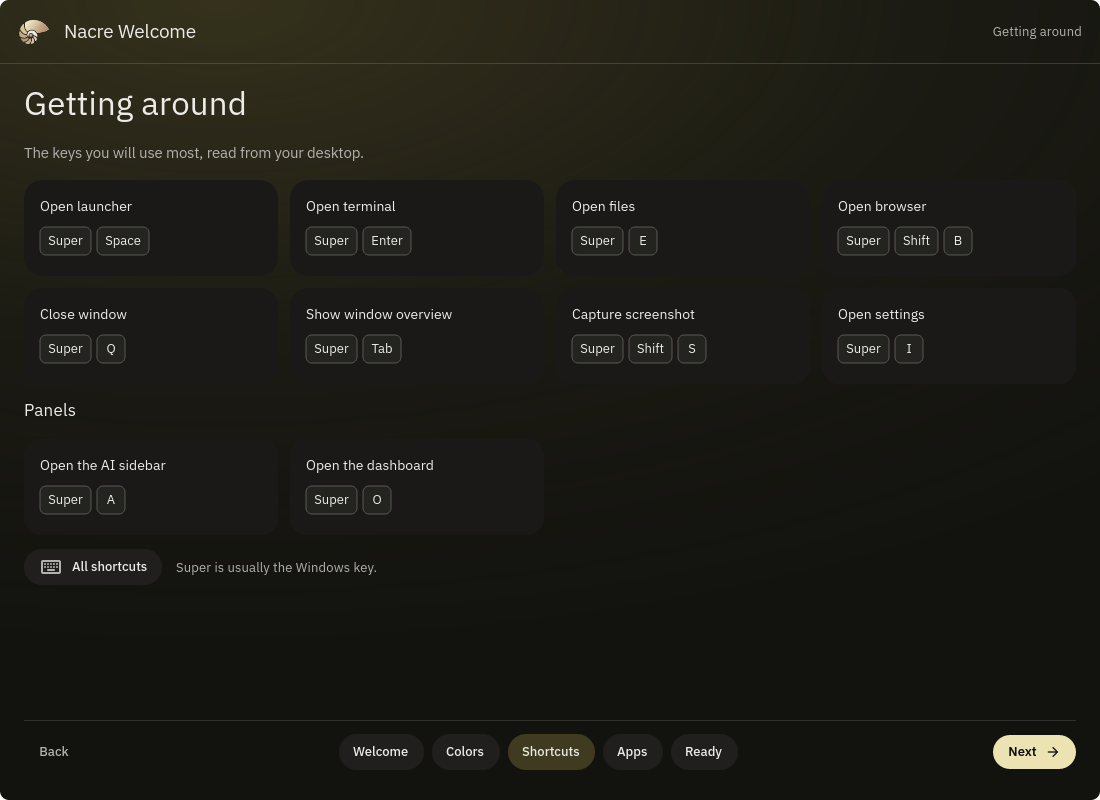 Nacre Welcome
Getting around
Getting around
The keys you will use most, read from your desktop.
Open launcher
Super Space
Open terminal
Super Enter
Open files
Super E
Open browser
Super Shift B
Close window
Super Q
Show window overview
Super Tab
Capture screenshot
Super Shift S
Open settings
Super I
Panels
Open the AI sidebar
Super A
Open the dashboard
Super O
All shortcuts
Super is usually the Windows key.
Back
Welcome
Colors
Shortcuts
Apps
Ready
Next